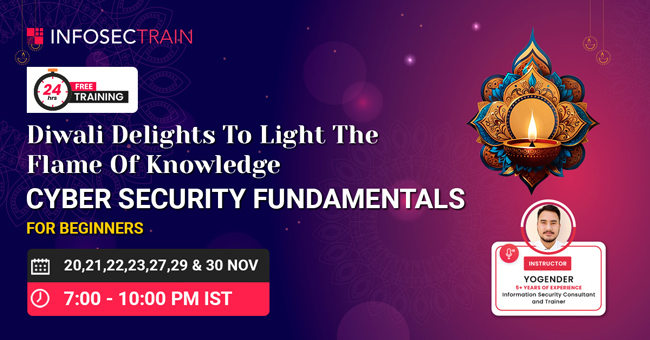 INFOSECTRAIN
24
hrs
FREE
TRAINING
Diwali Delights To Light The
Flame Of Knowledge
CYBER SECURITY FUNDAMENTALS
FOR BEGINNERS
20,21,22,23,27,29 & 30 NOV
7:00 - 10:00 PM IST
INSTRUCTOR
YOGENDER
5+ YEARS OF EXPERIENCE
Information Security Consultant
and Trainer